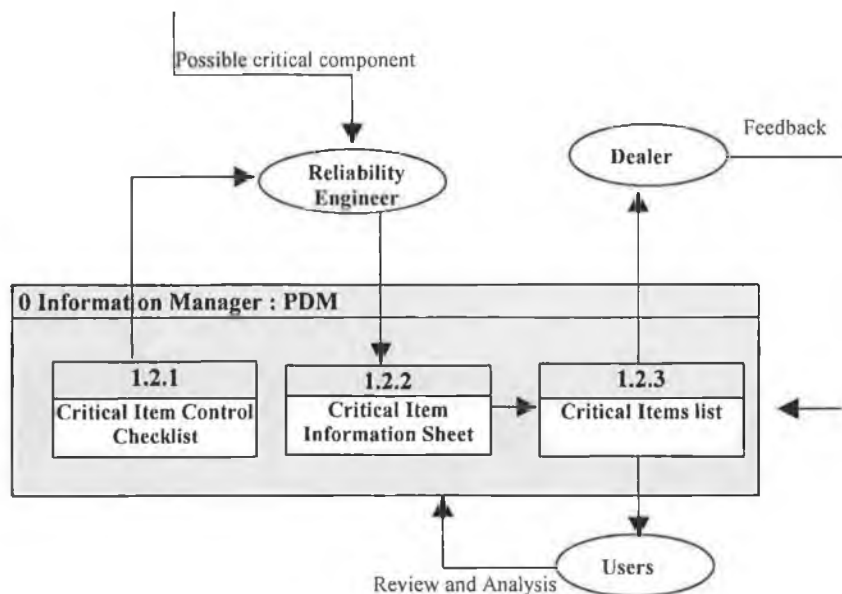 Possible critical component
Feedback
Dealer
Reliability
Engineer
0 Information Manager : PDM
1.2.1
Critical Item Control
Checklist
1.2.2
Critical Item
Information Sheet
1.2.3
Critical Items list
Users
Review and Analysis